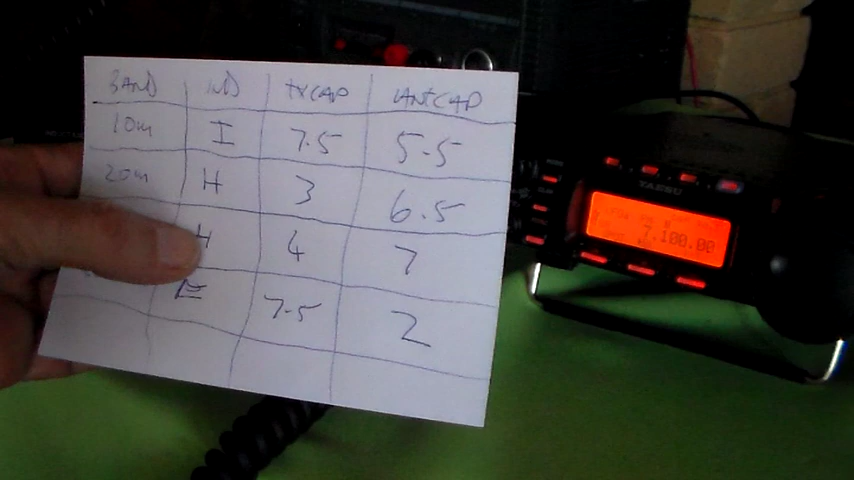 BAND IND TXCAP ANTCAP
10m I 7.5 5.5
20m H 3 6.5
H 4 7
E 7.5 2
YAESU
7.100.00